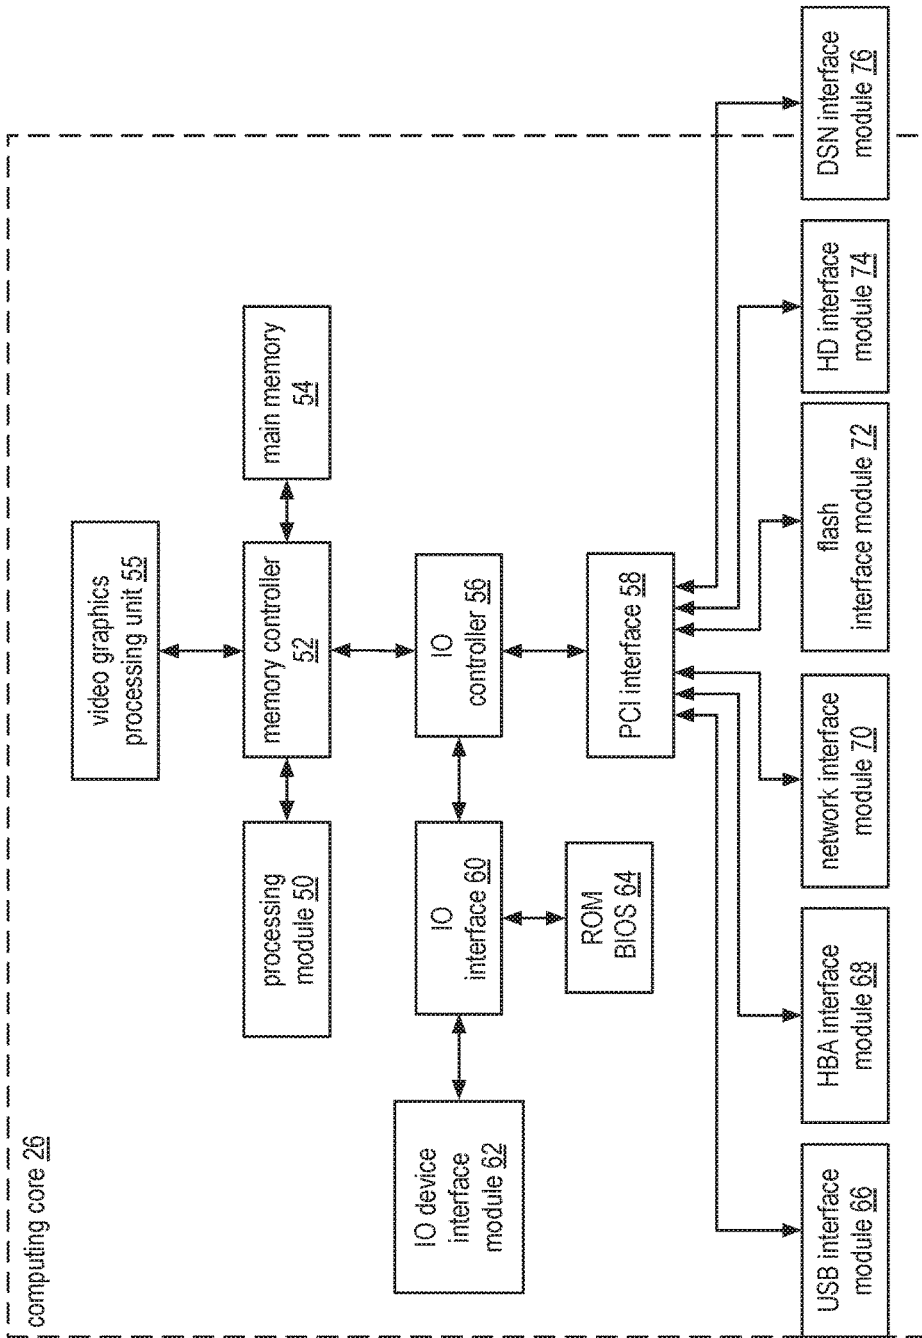 computing core 26
video graphics
processing unit 55
processing
module 50
memory controller
52
main memory
54
IO device
interface
module 62
IO
interface 60
IO
controller 56
ROM
BIOS 64
PCI interface 58
USB interface
module 66
HBA interface
module 68
network interface
module 70
flash
interface module 72
HD interface
module 74
DSN interface
module 76